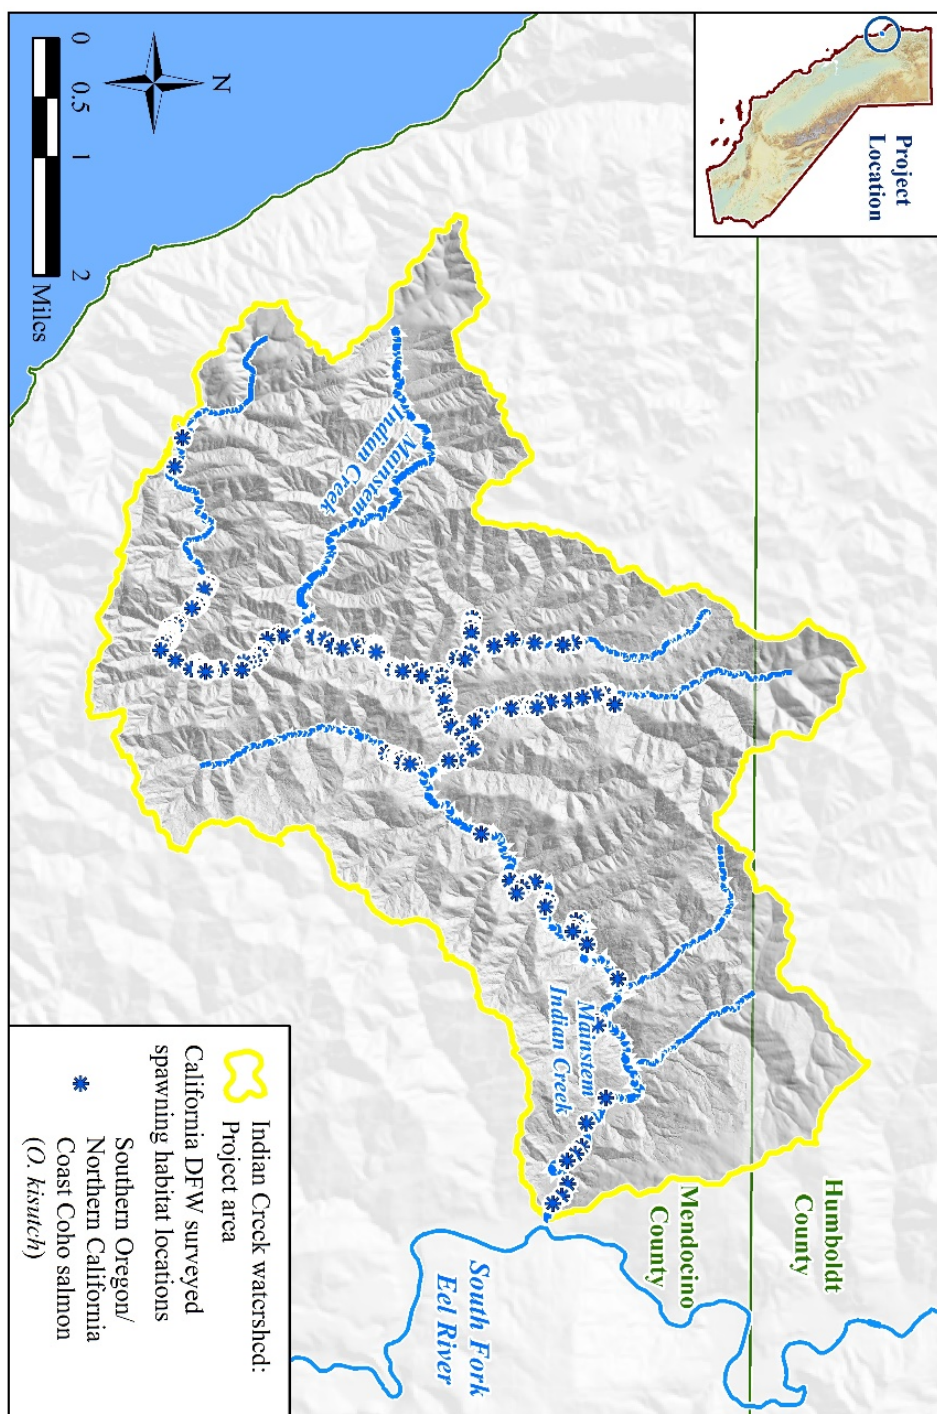 Project
Location
N
0 0.5 1 2
Miles
Humboldt
County
Mendocino
County
Mainstem
Indian Creek
Mainstem
Indian Creek
South Fork
Eel River
Indian Creek watershed:
Project area
California DFW surveyed
spawning habitat locations
Southern Oregon/
Northern California
Coast Coho salmon
(O. kisutch)